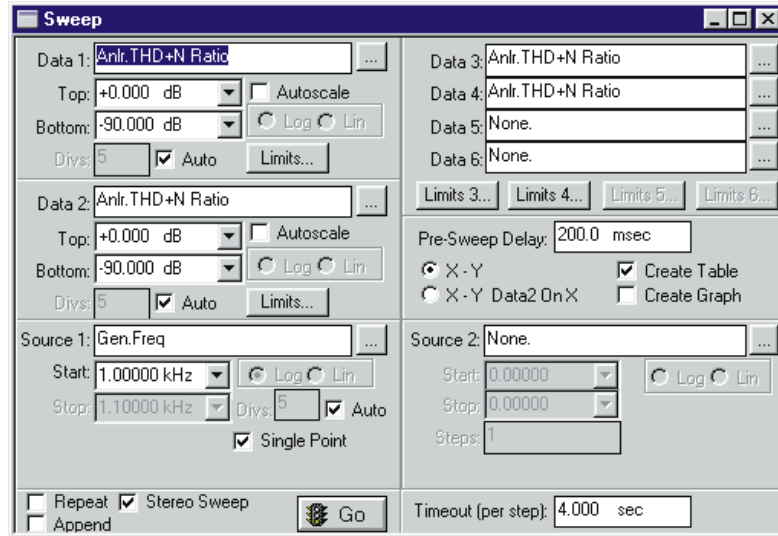 Sweep
Data 1: Anlr.THD+N Ratio ...
Top: +0.000 dB Autoscale
Bottom: -90.000 dB Log Lin
Divs: 5 Auto Limits...
Data 2: Anlr.THD+N Ratio ...
Top: +0.000 dB Autoscale
Bottom: -90.000 dB Log Lin
Divs: 5 Auto Limits...
Source 1: Gen.Freq ...
Start: 1.00000 kHz Log Lin
Stop: 1.10000 kHz Divs: 5 Auto
Single Point
Repeat Stereo Sweep
Append
Go
Data 3: Anlr.THD+N Ratio ...
Data 4: Anlr.THD+N Ratio ...
Data 5: None. ...
Data 6: None. ...
Limits 3... Limits 4... Limits 5... Limits 6...
Pre-Sweep Delay: 200.0 msec
X - Y Create Table
X - Y Data2 On X Create Graph
Source 2: None. ...
Start: 0.00000 Log Lin
Stop: 0.00000
Steps: 1
Timeout (per step): 4.000 sec